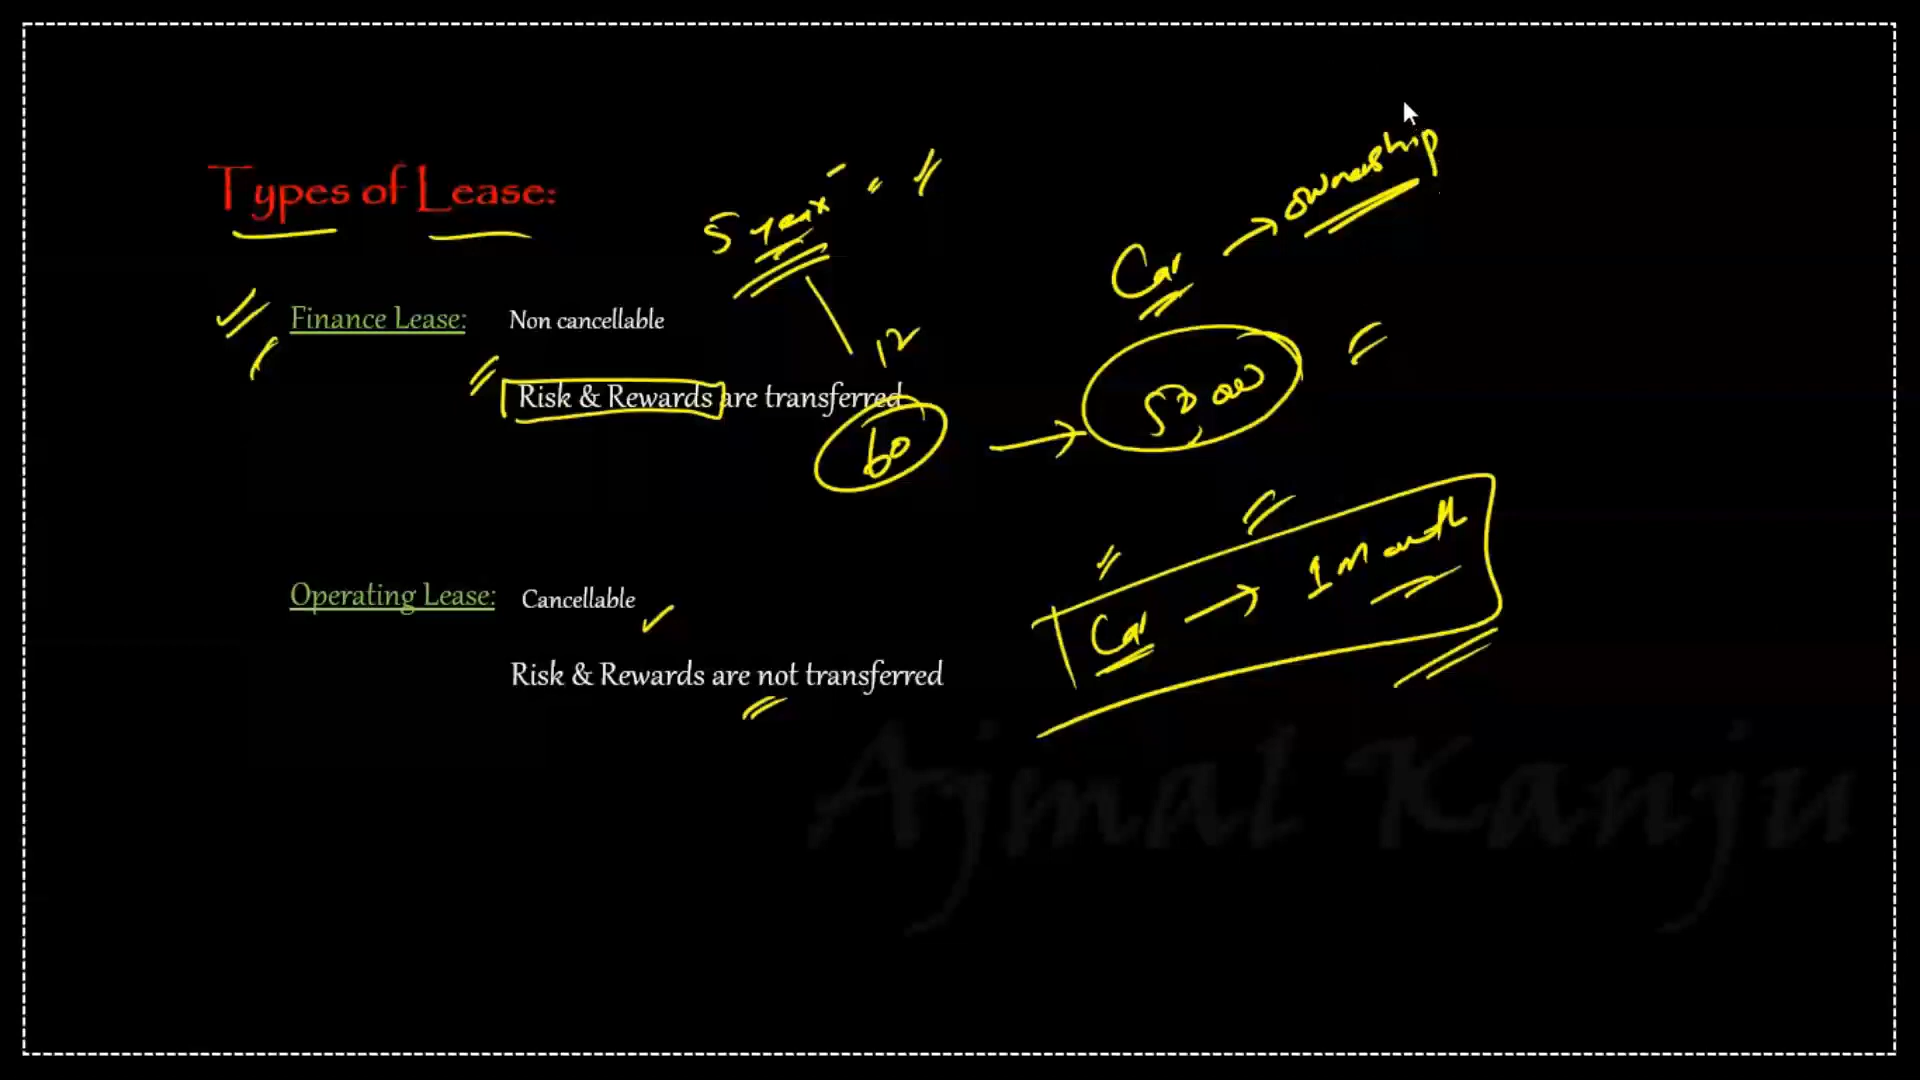 Types of Lease:
5 year
Car → ownership
Finance Lease: Non cancellable
12
Risk & Rewards are transferred
60 →
Operating Lease: Cancellable
Car → 1 Month
Risk & Rewards are not transferred
Ajmal Kanju